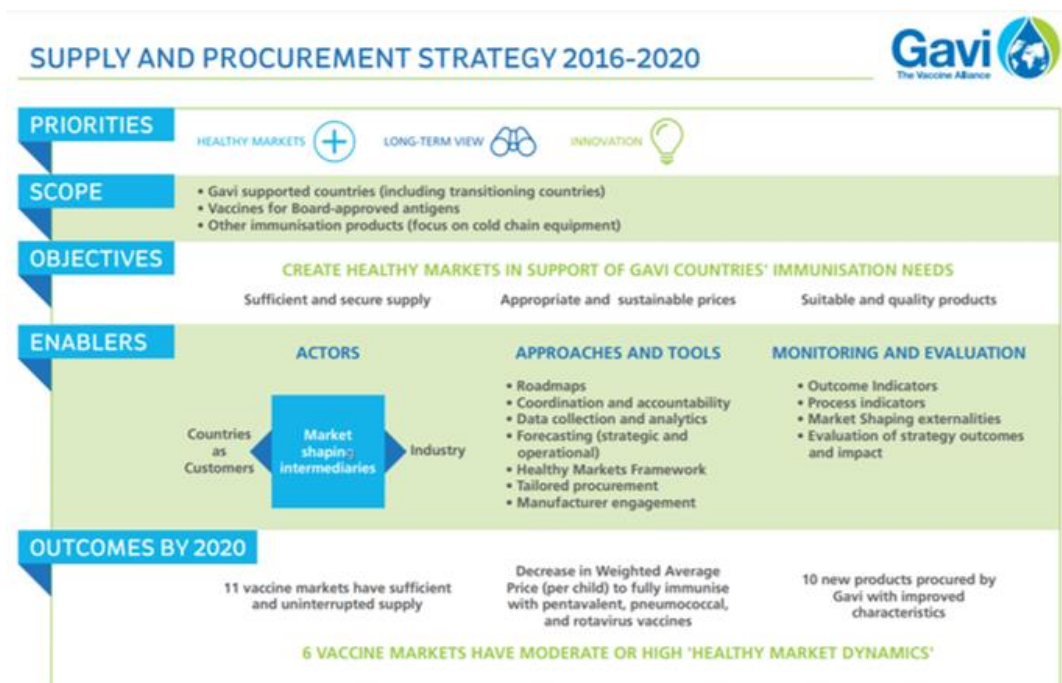 SUPPLY AND PROCUREMENT STRATEGY 2016-2020
Gavi
The Vaccine Alliance
PRIORITIES
HEALTHY MARKETS
LONG-TERM VIEW
INNOVATION
SCOPE
• Gavi supported countries (including transitioning countries)
• Vaccines for Board-approved antigens
• Other immunisation products (focus on cold chain equipment)
OBJECTIVES
CREATE HEALTHY MARKETS IN SUPPORT OF GAVI COUNTRIES' IMMUNISATION NEEDS
Sufficient and secure supply
Appropriate and sustainable prices
Suitable and quality products
ENABLERS
ACTORS
Countries
as
Customers
Market
shaping
intermediaries
Industry
APPROACHES AND TOOLS
• Roadmaps
• Coordination and accountability
• Data collection and analytics
• Forecasting (strategic and
operational)
• Healthy Markets Framework
• Tailored procurement
• Manufacturer engagement
MONITORING AND EVALUATION
• Outcome Indicators
• Process indicators
• Market Shaping externalities
• Evaluation of strategy outcomes
and impact
OUTCOMES BY 2020
11 vaccine markets have sufficient
and uninterrupted supply
Decrease in Weighted Average
Price (per child) to fully immunise
with pentavalent, pneumococcal,
and rotavirus vaccines
10 new products procured by
Gavi with improved
characteristics
6 VACCINE MARKETS HAVE MODERATE OR HIGH 'HEALTHY MARKET DYNAMICS'